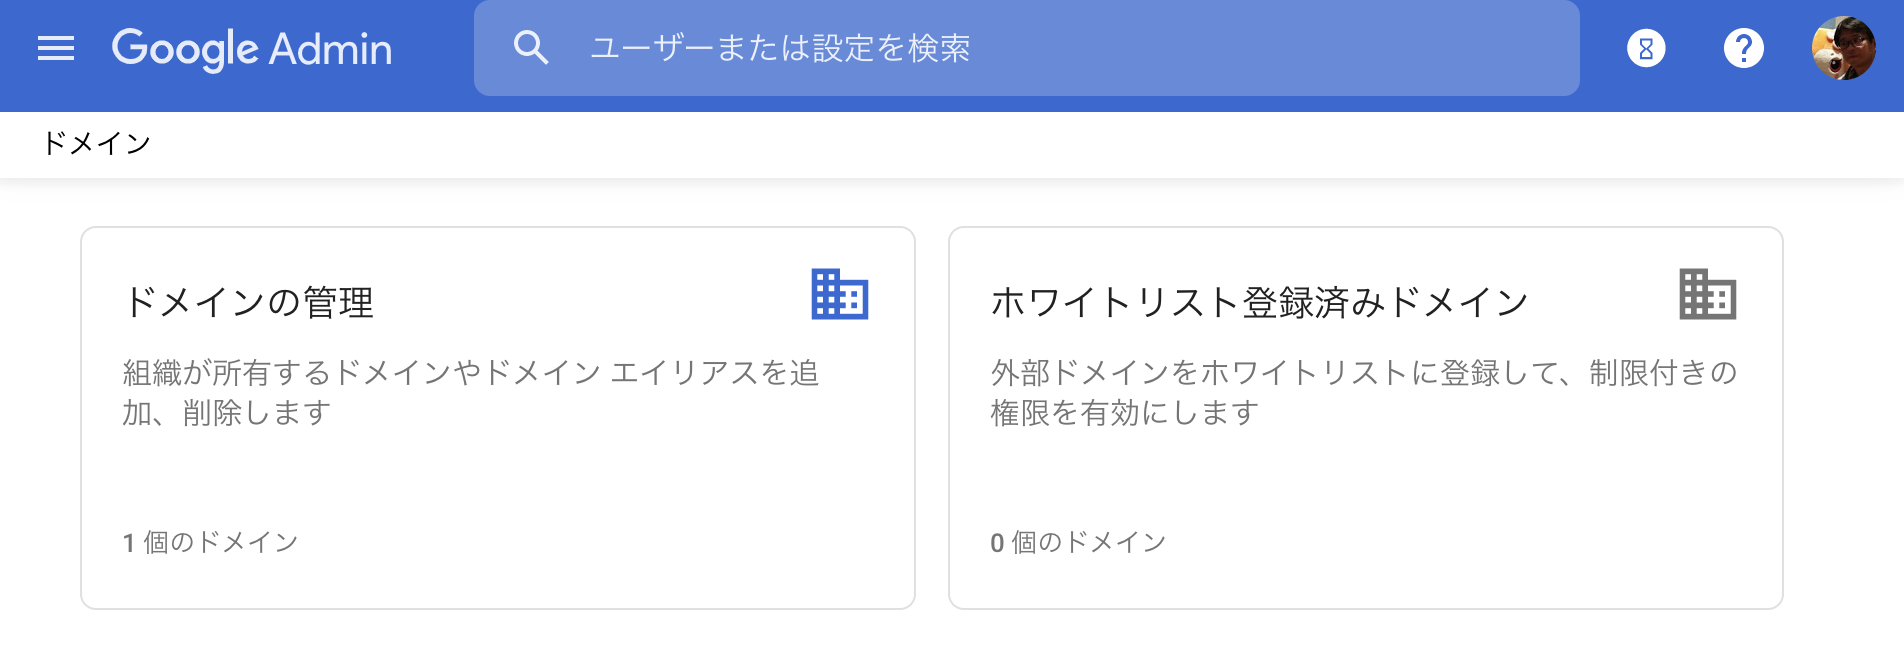 Google Admin
ユーザーまたは設定を検索
ドメイン
ドメインの管理
組織が所有するドメインやドメイン エイリアスを追
加、削除します
1 個のドメイン
ホワイトリスト登録済みドメイン
外部ドメインをホワイトリストに登録して、制限付きの
権限を有効にします
0 個のドメイン